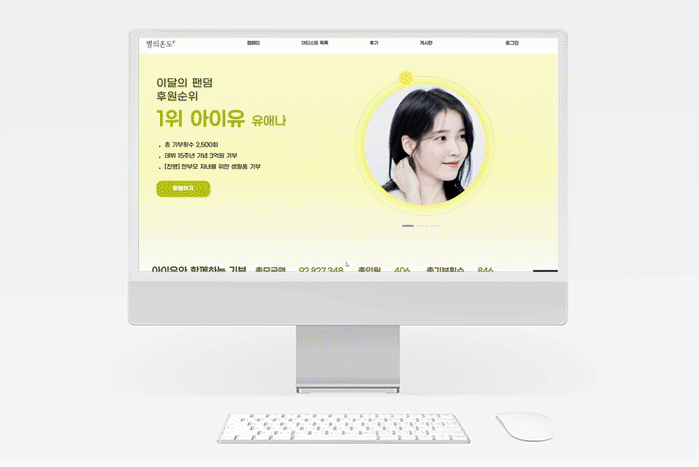 별의온도
캠페인 아티스트 목록 후기 게시판 로그인
이달의 팬덤
후원순위
1위 아이유 유애나
총 기부횟수 2,500회
데뷔 15주년 기념 3억원 기부
[진행] 한부모 자녀를 위한 생필품 기부
응원하기
아이유와 함께하는 기부 총모금액 92,827,348 총인원 406 총기부횟수 846